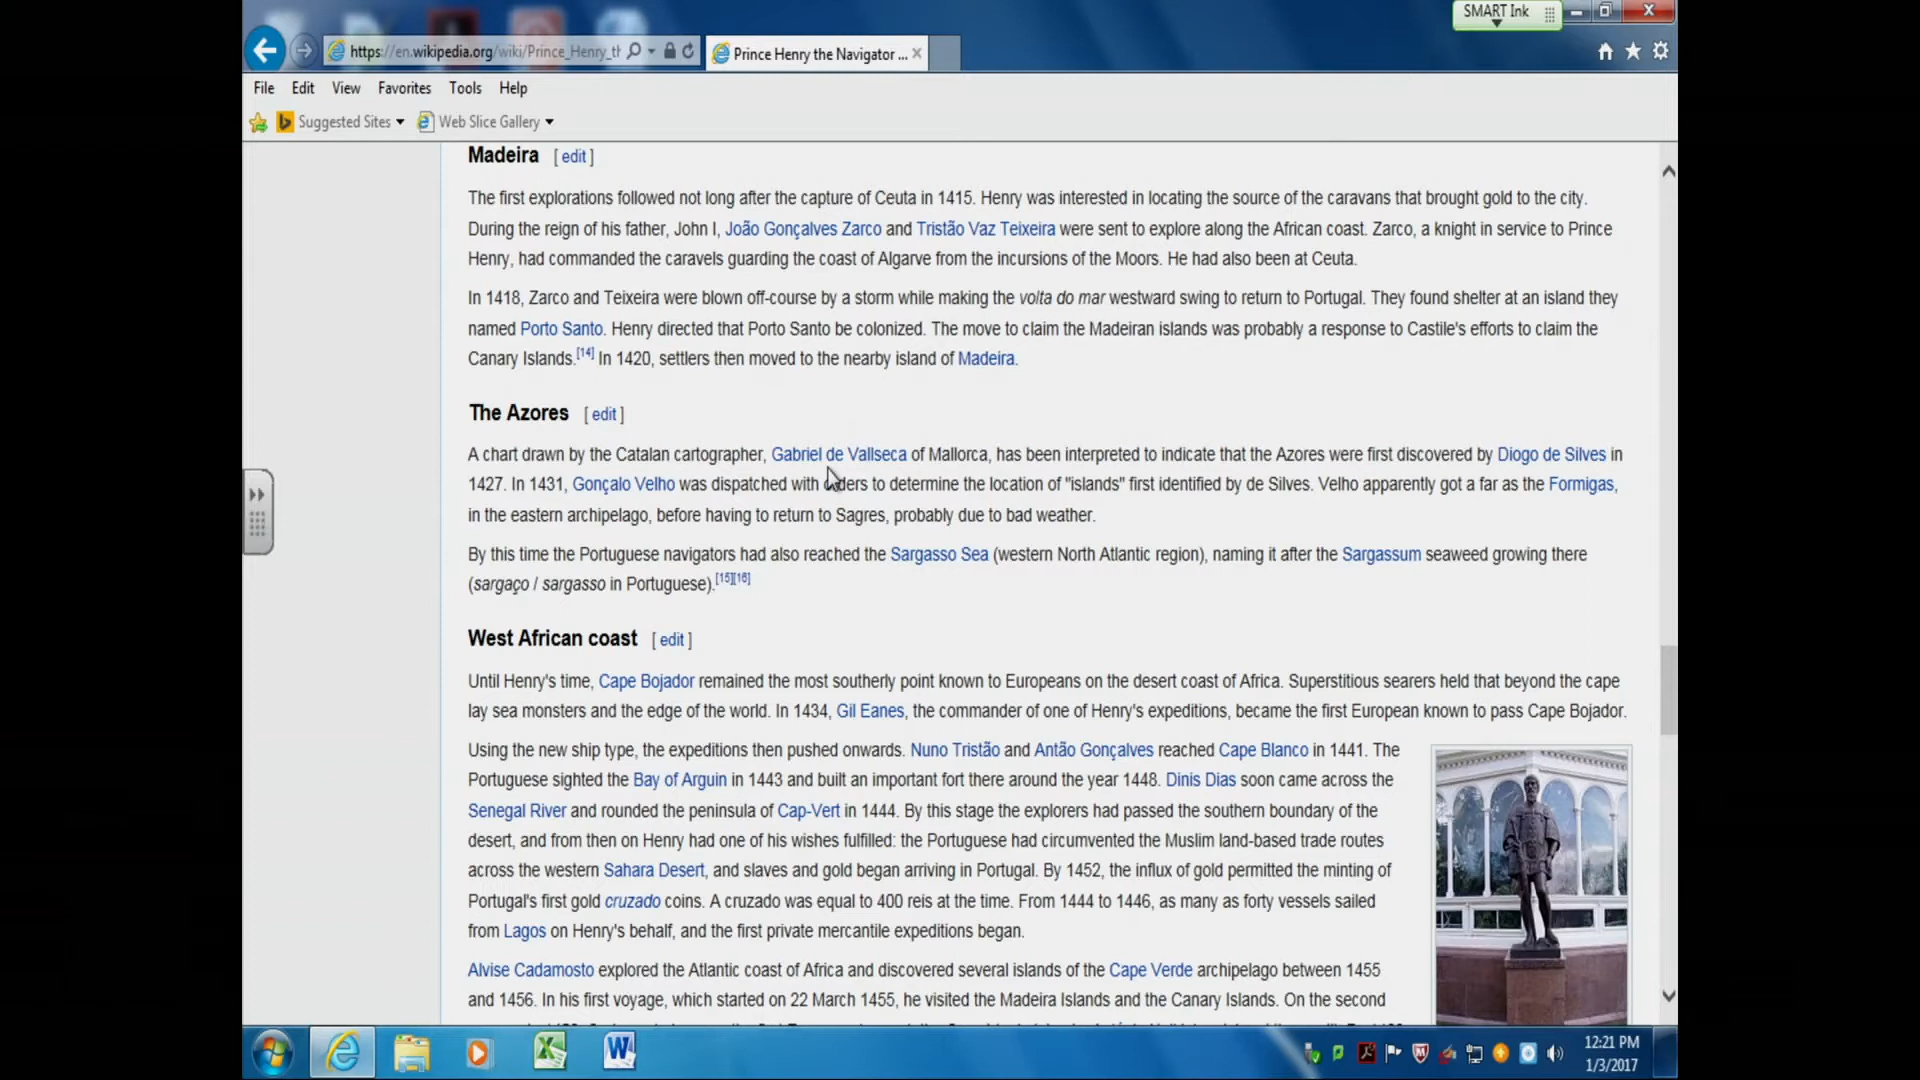 SMART Ink
https://en.wikipedia.org/wiki/Prince_Henry_tl
Prince Henry the Navigator ...
File Edit View Favorites Tools Help
Suggested Sites Web Slice Gallery
Madeira [ edit ]
The first explorations followed not long after the capture of Ceuta in 1415. Henry was interested in locating the source of the caravans that brought gold to the city.
During the reign of his father, John I, João Gonçalves Zarco and Tristão Vaz Teixeira were sent to explore along the African coast. Zarco, a knight in service to Prince
Henry, had commanded the caravels guarding the coast of Algarve from the incursions of the Moors. He had also been at Ceuta.
In 1418, Zarco and Teixeira were blown off-course by a storm while making the volta do mar westward swing to return to Portugal. They found shelter at an island they
named Porto Santo. Henry directed that Porto Santo be colonized. The move to claim the Madeiran islands was probably a response to Castile's efforts to claim the
Canary Islands.[14] In 1420, settlers then moved to the nearby island of Madeira.
The Azores [ edit ]
A chart drawn by the Catalan cartographer, Gabriel de Vallseca of Mallorca, has been interpreted to indicate that the Azores were first discovered by Diogo de Silves in
1427. In 1431, Gonçalo Velho was dispatched with orders to determine the location of "islands" first identified by de Silves. Velho apparently got a far as the Formigas,
in the eastern archipelago, before having to return to Sagres, probably due to bad weather.
By this time the Portuguese navigators had also reached the Sargasso Sea (western North Atlantic region), naming it after the Sargassum seaweed growing there
(sargaço / sargasso in Portuguese).[15][16]
West African coast [ edit ]
Until Henry's time, Cape Bojador remained the most southerly point known to Europeans on the desert coast of Africa. Superstitious searers held that beyond the cape
lay sea monsters and the edge of the world. In 1434, Gil Eanes, the commander of one of Henry's expeditions, became the first European known to pass Cape Bojador.
Using the new ship type, the expeditions then pushed onwards. Nuno Tristão and Antão Gonçalves reached Cape Blanco in 1441. The
Portuguese sighted the Bay of Arguin in 1443 and built an important fort there around the year 1448. Dinis Dias soon came across the
Senegal River and rounded the peninsula of Cap-Vert in 1444. By this stage the explorers had passed the southern boundary of the
desert, and from then on Henry had one of his wishes fulfilled: the Portuguese had circumvented the Muslim land-based trade routes
across the western Sahara Desert, and slaves and gold began arriving in Portugal. By 1452, the influx of gold permitted the minting of
Portugal's first gold cruzado coins. A cruzado was equal to 400 reis at the time. From 1444 to 1446, as many as forty vessels sailed
from Lagos on Henry's behalf, and the first private mercantile expeditions began.
Alvise Cadamosto explored the Atlantic coast of Africa and discovered several islands of the Cape Verde archipelago between 1455
and 1456. In his first voyage, which started on 22 March 1455, he visited the Madeira Islands and the Canary Islands. On the second
12:21 PM
1/3/2017